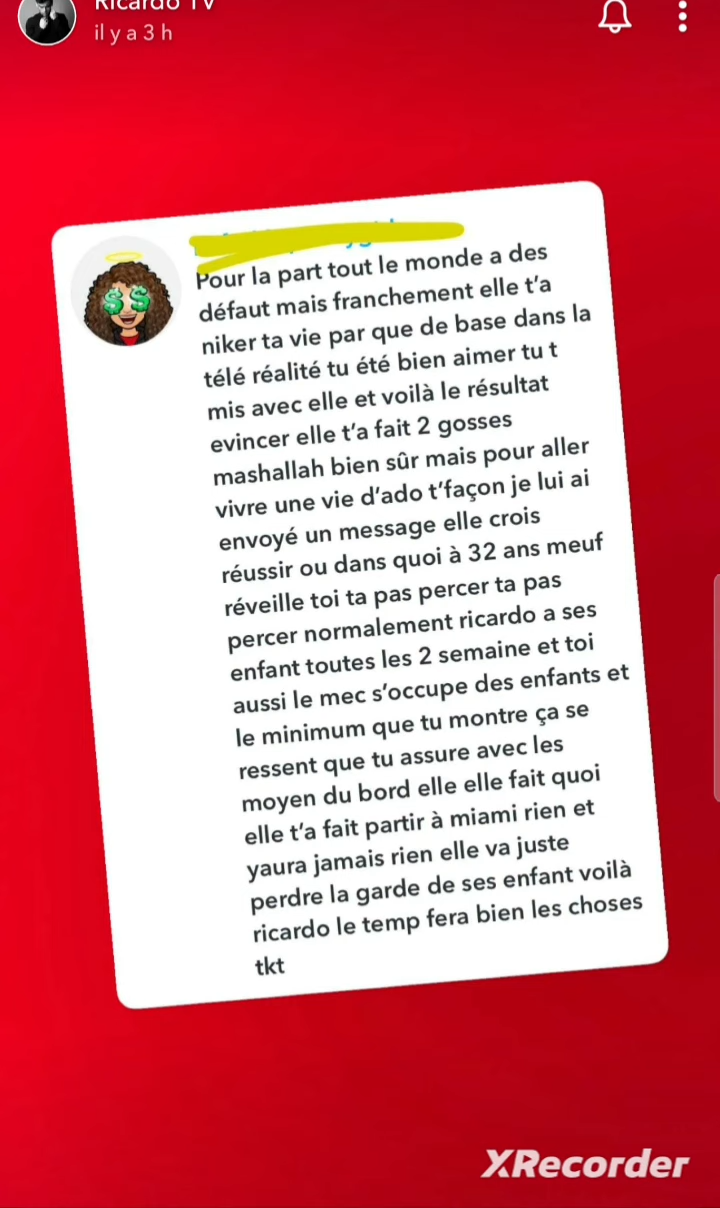 Ricardo TV
il y a 3 h
Pour la part tout le monde a des
défaut mais franchement elle t'a
niker ta vie par que de base dans la
télé réalité tu été bien aimer tu t
mis avec elle et voilà le résultat
evincer elle t'a fait 2 gosses
mashallah bien sûr mais pour aller
vivre une vie d'ado t'façon je lui ai
envoyé un message elle crois
réussir ou dans quoi à 32 ans meuf
réveille toi ta pas percer ta pas
percer normalement ricardo a ses
enfant toutes les 2 semaine et toi
aussi le mec s'occupe des enfants et
le minimum que tu montre ça se
ressent que tu assure avec les
moyen du bord elle elle fait quoi
elle t'a fait partir à miami rien et
yaura jamais rien elle va juste
perdre la garde de ses enfant voilà
ricardo le temp fera bien les choses
tkt
XRecorder